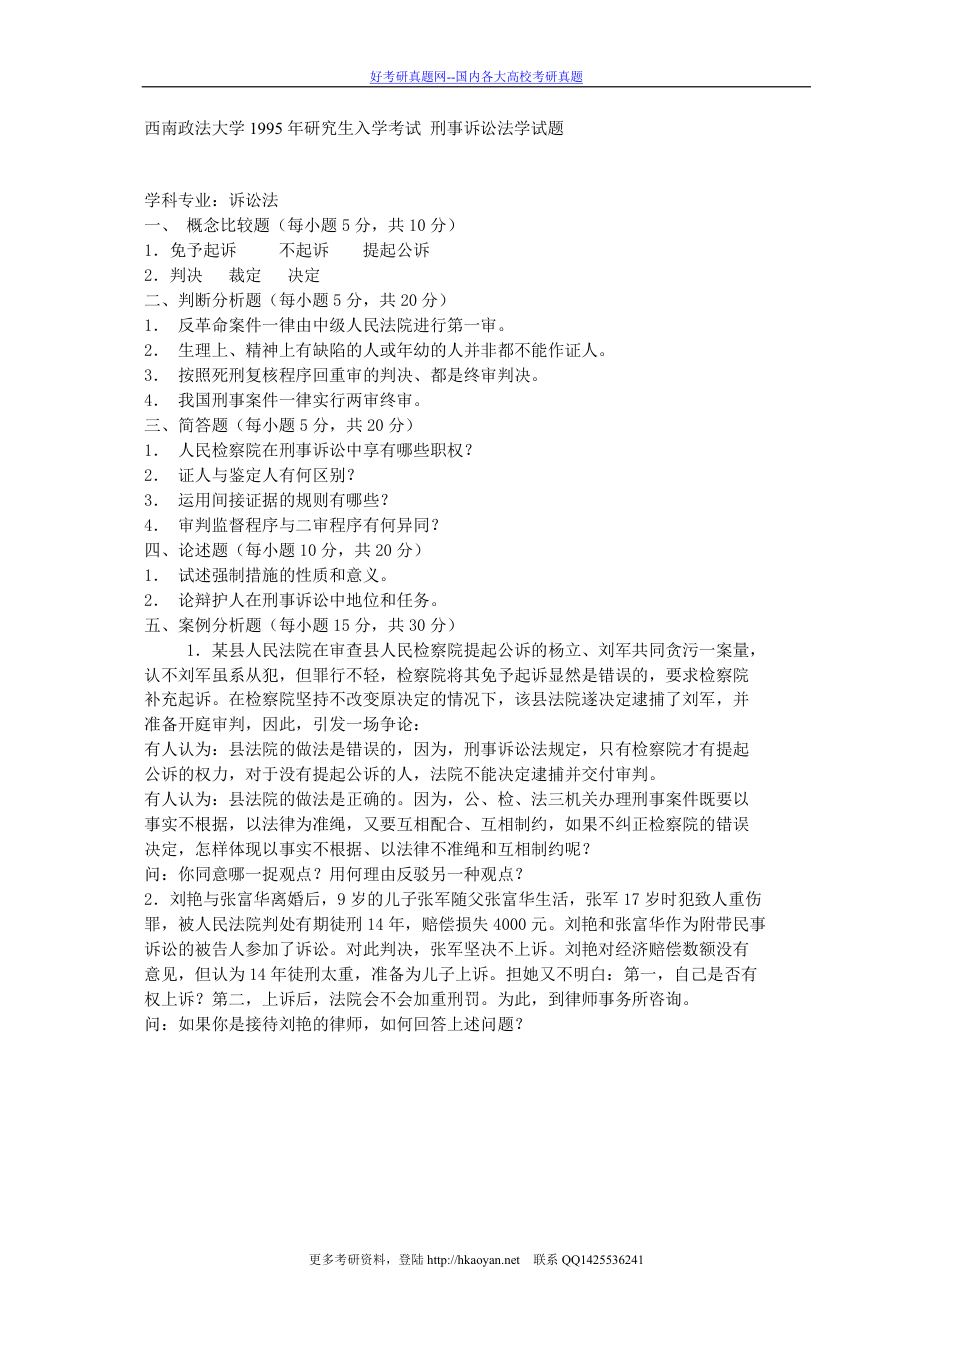 好考研真题网--国内各大高校考研真题
西南政法大学 1995 年研究生入学考试 刑事诉讼法学试题
学科专业：诉讼法
一、 概念比较题（每小题 5 分，共 10 分）
1．免予起诉 不起诉 提起公诉
2．判决 裁定 决定
二、判断分析题（每小题 5 分，共 20 分）
1． 反革命案件一律由中级人民法院进行第一审。
2． 生理上、精神上有缺陷的人或年幼的人并非都不能作证人。
3． 按照死刑复核程序回重审的判决、都是终审判决。
4． 我国刑事案件一律实行两审终审。
三、简答题（每小题 5 分，共 20 分）
1． 人民检察院在刑事诉讼中享有哪些职权？
2． 证人与鉴定人有何区别？
3． 运用间接证据的规则有哪些？
4． 审判监督程序与二审程序有何异同？
四、论述题（每小题 10 分，共 20 分）
1． 试述强制措施的性质和意义。
2． 论辩护人在刑事诉讼中地位和任务。
五、案例分析题（每小题 15 分，共 30 分）
1．某县人民法院在审查县人民检察院提起公诉的杨立、刘军共同贪污一案量，
认不刘军虽系从犯，但罪行不轻，检察院将其免予起诉显然是错误的，要求检察院
补充起诉。在检察院坚持不改变原决定的情况下，该县法院遂决定逮捕了刘军，并
准备开庭审判，因此，引发一场争论：
有人认为：县法院的做法是错误的，因为，刑事诉讼法规定，只有检察院才有提起
公诉的权力，对于没有提起公诉的人，法院不能决定逮捕并交付审判。
有人认为：县法院的做法是正确的。因为，公、检、法三机关办理刑事案件既要以
事实不根据，以法律为准绳，又要互相配合、互相制约，如果不纠正检察院的错误
决定，怎样体现以事实不根据、以法律不准绳和互相制约呢？
问：你同意哪一捉观点？用何理由反驳另一种观点？
2．刘艳与张富华离婚后，9 岁的儿子张军随父张富华生活，张军 17 岁时犯致人重伤
罪，被人民法院判处有期徒刑 14 年，赔偿损失 4000 元。刘艳和张富华作为附带民事
诉讼的被告人参加了诉讼。对此判决，张军坚决不上诉。刘艳对经济赔偿数额没有
意见，但认为 14 年徒刑太重，准备为儿子上诉。担她又不明白：第一，自己是否有
权上诉？第二，上诉后，法院会不会加重刑罚。为此，到律师事务所咨询。
问：如果你是接待刘艳的律师，如何回答上述问题？
更多考研资料，登陆 http://hkaoyan.net 联系 QQ1425536241